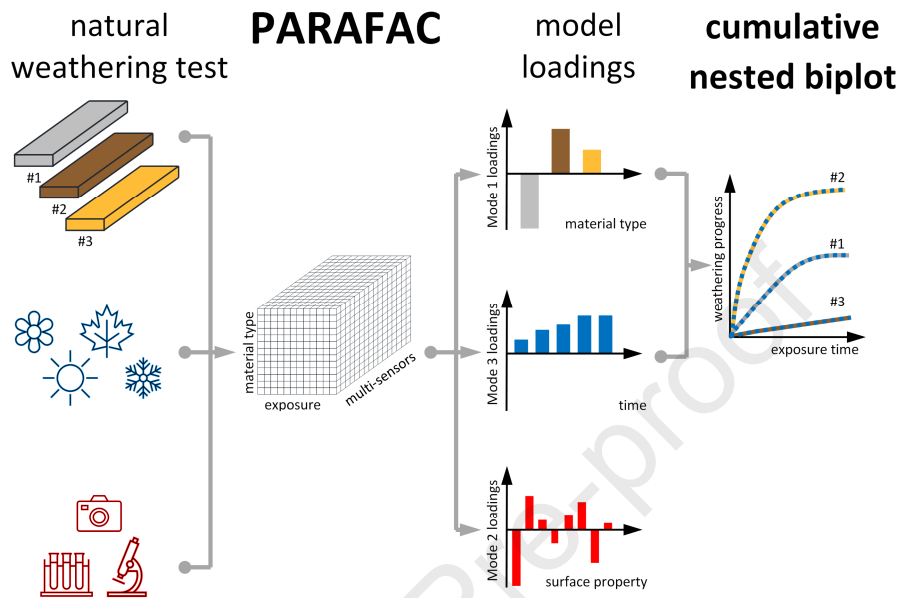 natural
weathering test
PARAFAC
model
loadings
cumulative
nested biplot
#1
#2
#3
material type
exposure
multi-sensors
Mode 1 loadings
material type
Mode 3 loadings
time
Mode 2 loadings
surface property
weathering progress
#2
#1
#3
exposure time
Pre-proof